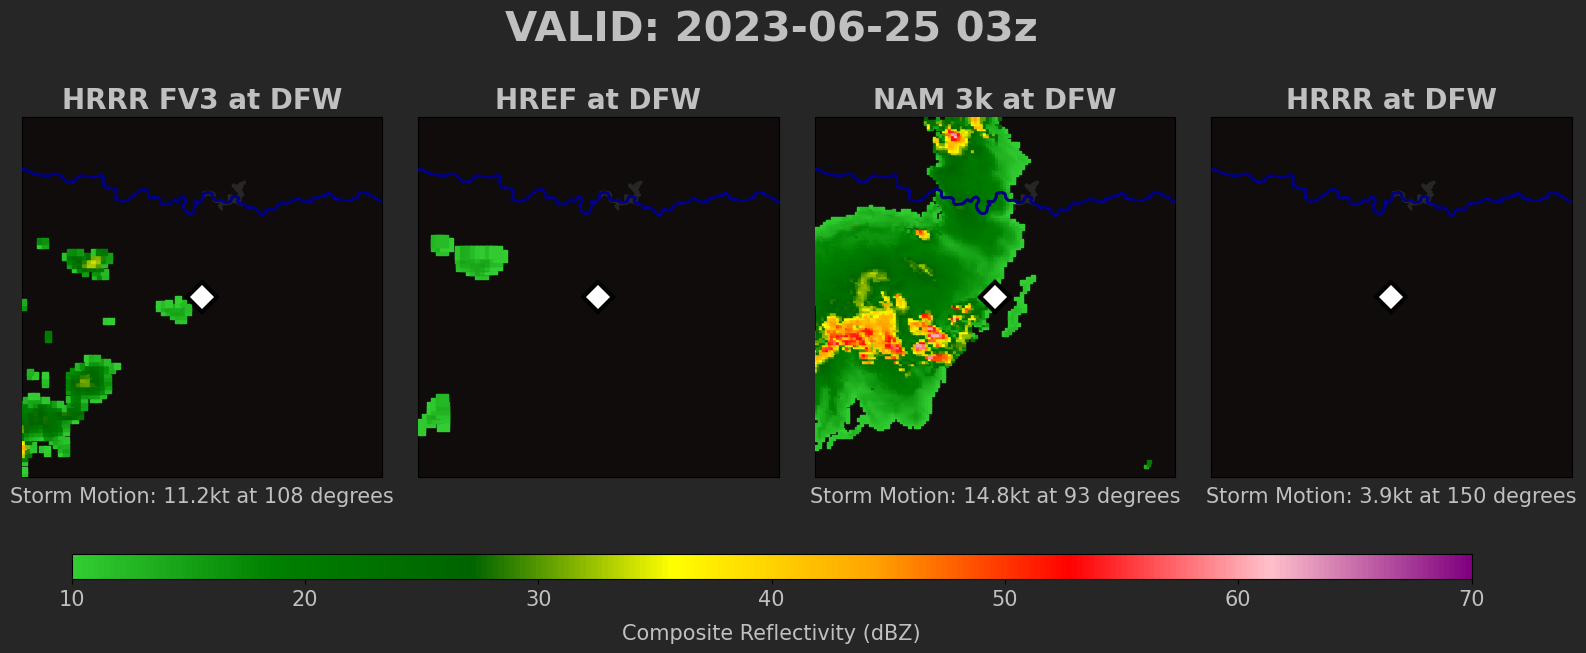 VALID: 2023-06-25 03z
HRRR FV3 at DFW
HREF at DFW
NAM 3k at DFW
HRRR at DFW
Storm Motion: 11.2kt at 108 degrees
Storm Motion: 14.8kt at 93 degrees
Storm Motion: 3.9kt at 150 degrees
10 20 30 40 50 60 70
Composite Reflectivity (dBZ)